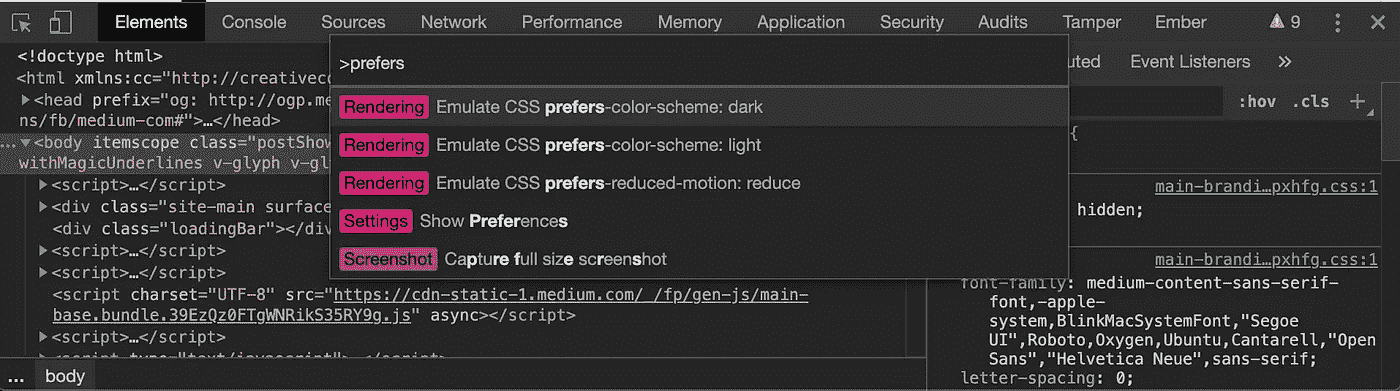 Elements Console Sources Network Performance Memory Application Security Audits Tamper Ember 9
<!doctype html>
<html xmlns:cc="http://creativecc
<head prefix="og: http://ogp.me
ns/fb/medium-com#">…</head>
… <body itemscope class="postShow
withMagicUnderlines v-glyph v-gl
<script>…</script>
<div class="site-main surface
<div class="loadingBar"></div>
<script>…</script>
<script>…</script>
<script charset="UTF-8" src="https://cdn-static-1.medium.com/_/fp/gen-js/main-
base.bundle.39EzQz0FTgWNRikS35RY9g.js" async></script>
<script>…</script>
<script type="text/javascript">…</script>
… body
>prefers
Rendering Emulate CSS prefers-color-scheme: dark
Rendering Emulate CSS prefers-color-scheme: light
Rendering Emulate CSS prefers-reduced-motion: reduce
Settings Show Preferences
Screenshot Capture full size screenshot
uted Event Listeners »
:hov .cls +
{
main-brandi…pxhfg.css:1
hidden;
main-brandi…pxhfg.css:1
font-family: medium-content-sans-serif-
font,-apple-
system,BlinkMacSystemFont,"Segoe
UI",Roboto,Oxygen,Ubuntu,Cantarell,"Open
Sans","Helvetica Neue",sans-serif;
letter-spacing: 0;